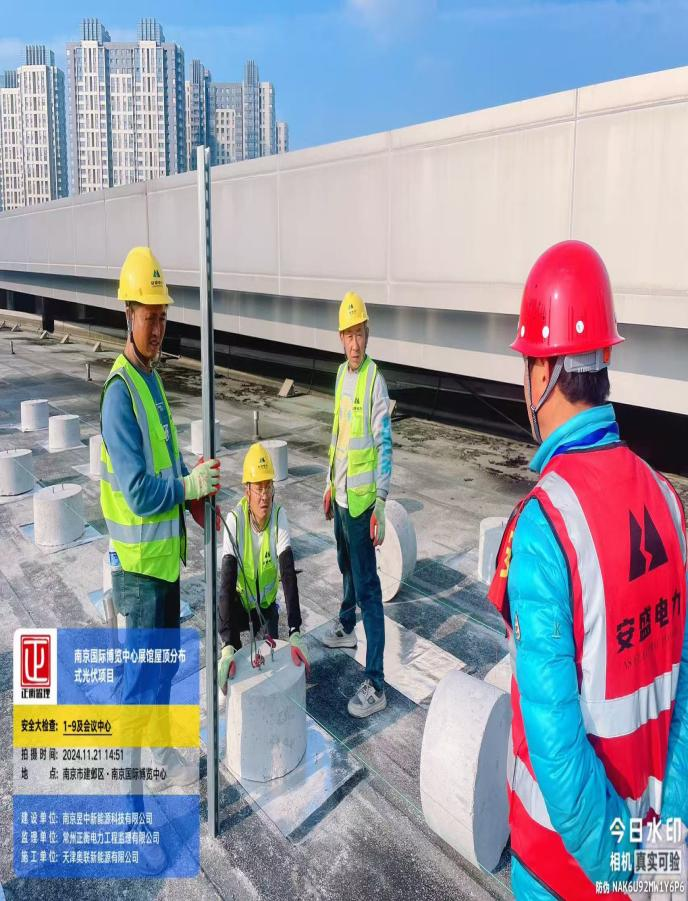 正
正衡管理
南京国际博览中心展馆屋顶分布
式光伏项目
安全大检查: 1-9及会议中心
拍摄时间: 2024.11.21 14:51
地 点: 南京市建邺区·南京国际博览中心
建设单位: 南京昱中新能源科技有限公司
监理单位: 常州正衡电力工程监理有限公司
施工单位: 天津奥联新能源有限公司
安盛电力
今日水印
相机 真实可验
防伪 NAK6U92MW1Y6P6